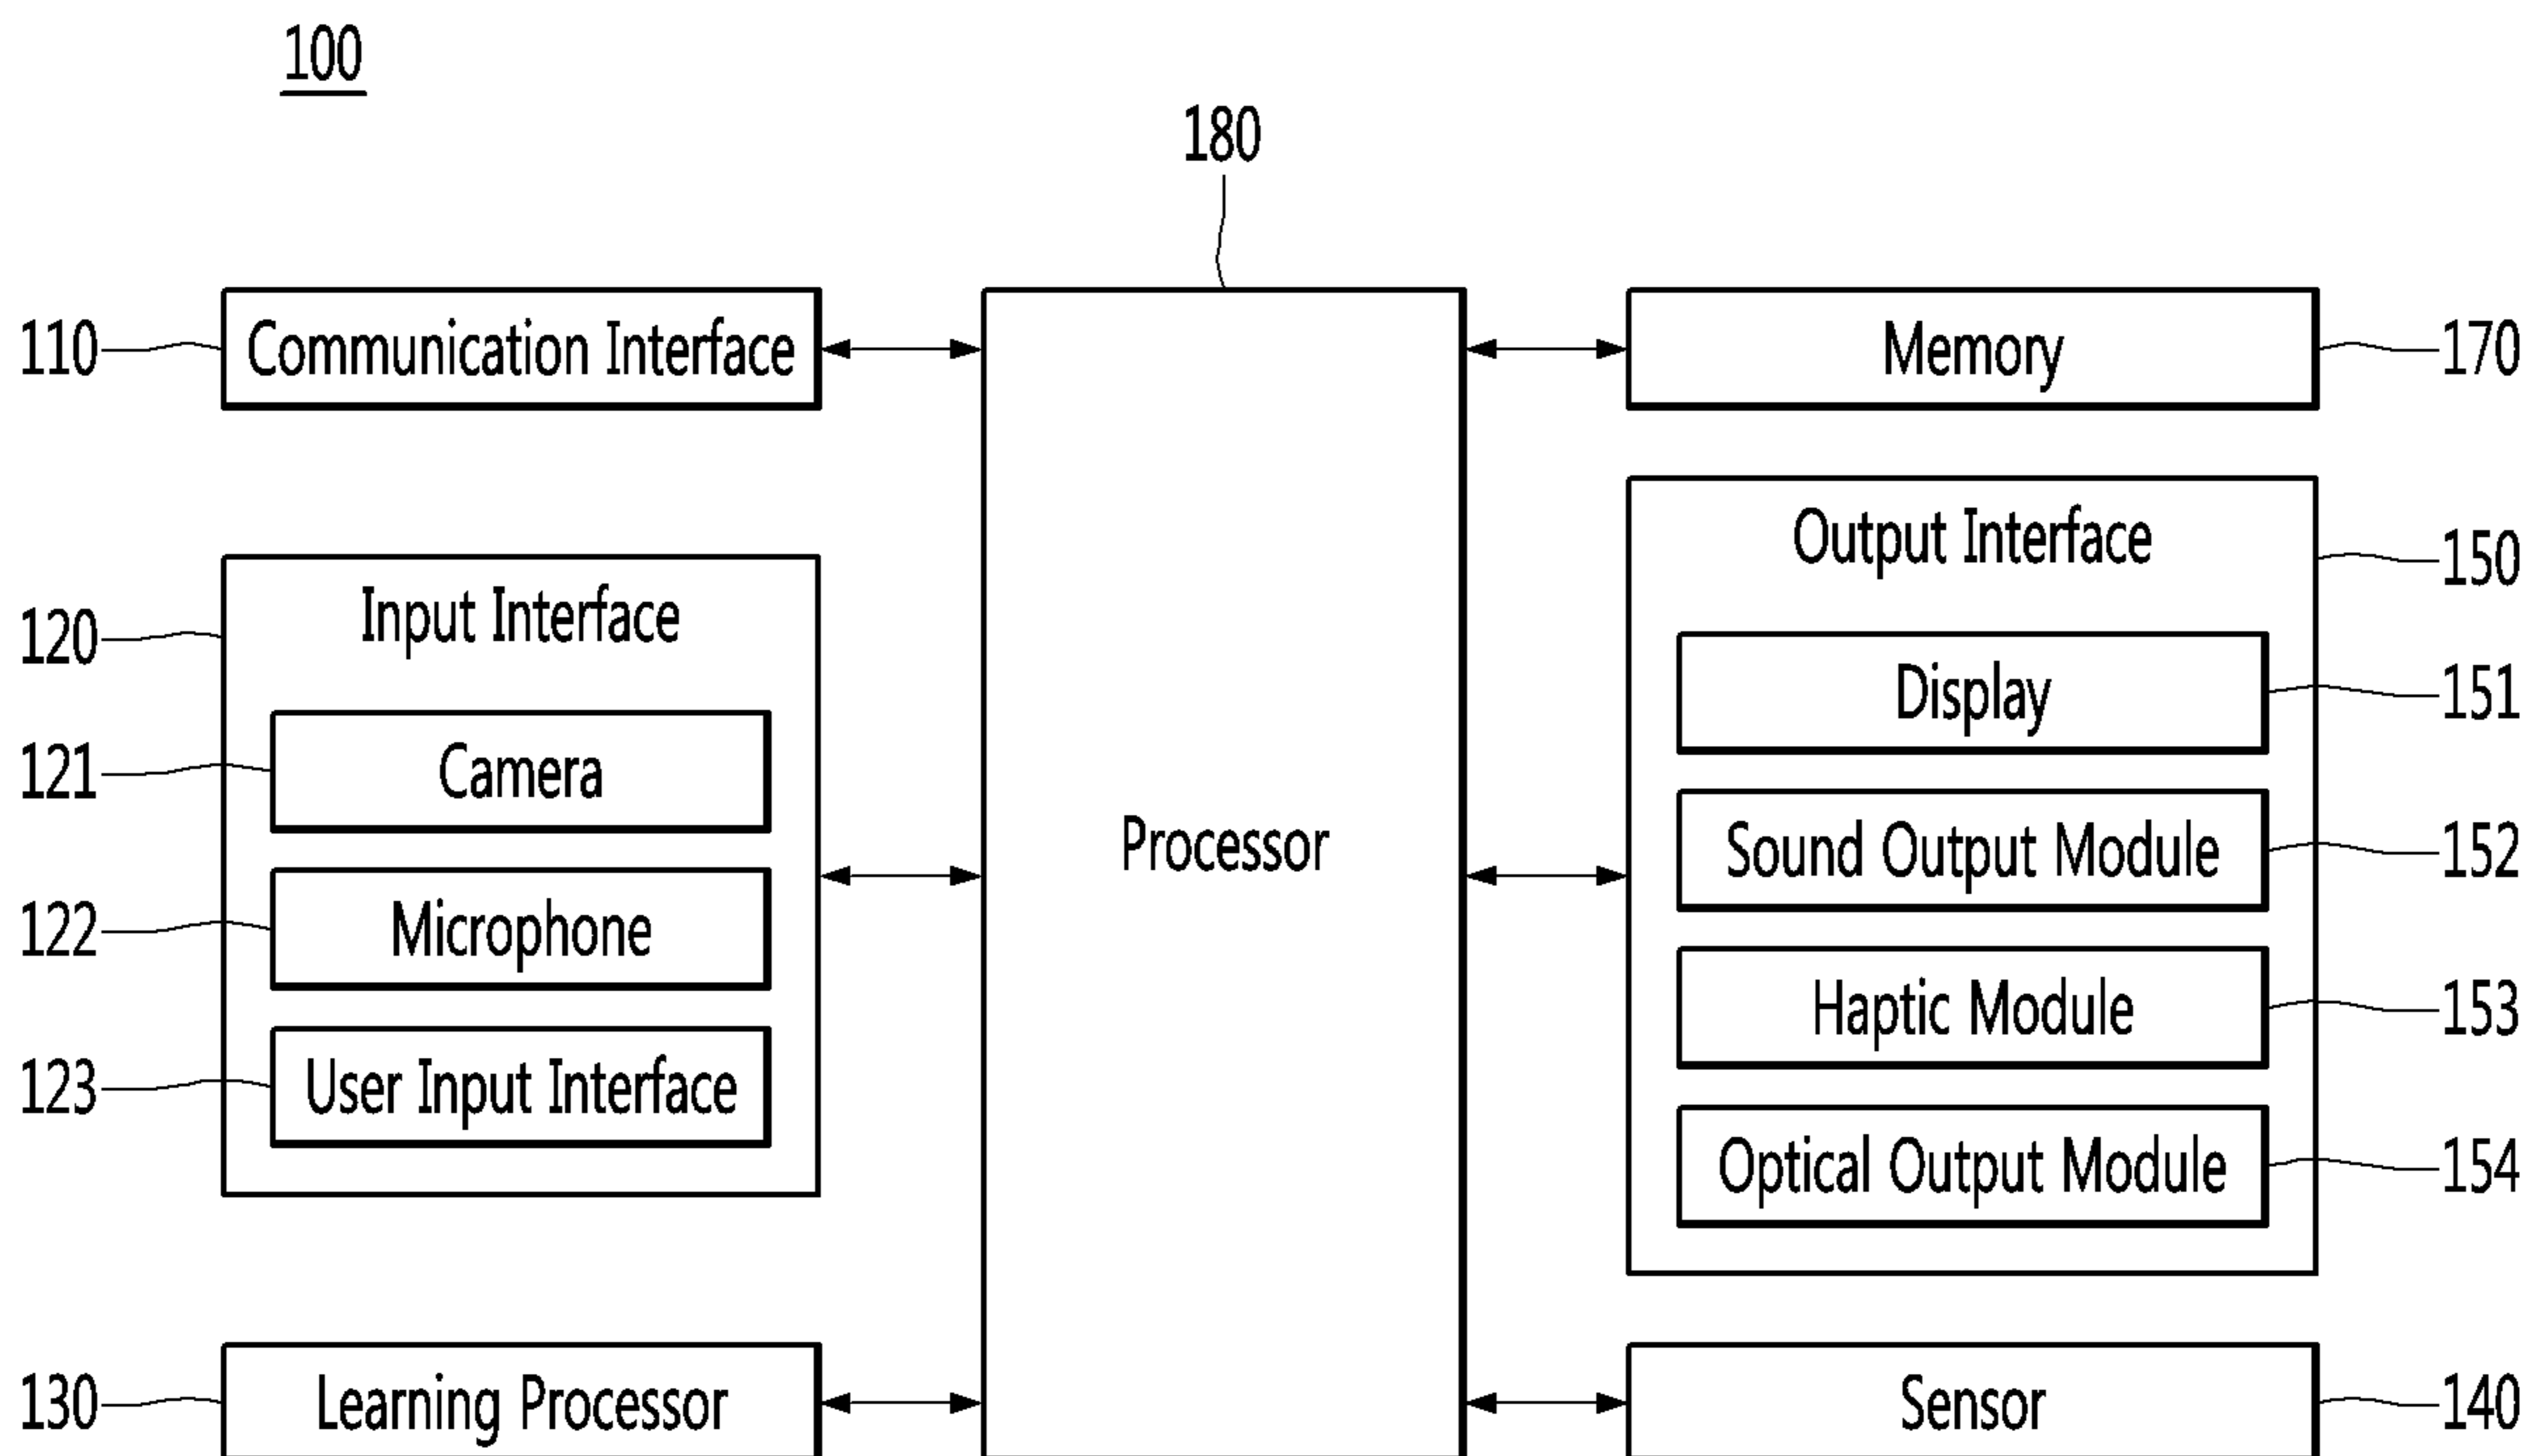 100
180
110 Communication Interface
Memory 170
Output Interface 150
120 Input Interface
Display 151
121 Camera
Processor
Sound Output Module 152
122 Microphone
Haptic Module 153
123 User Input Interface
Optical Output Module 154
130 Learning Processor
Sensor 140